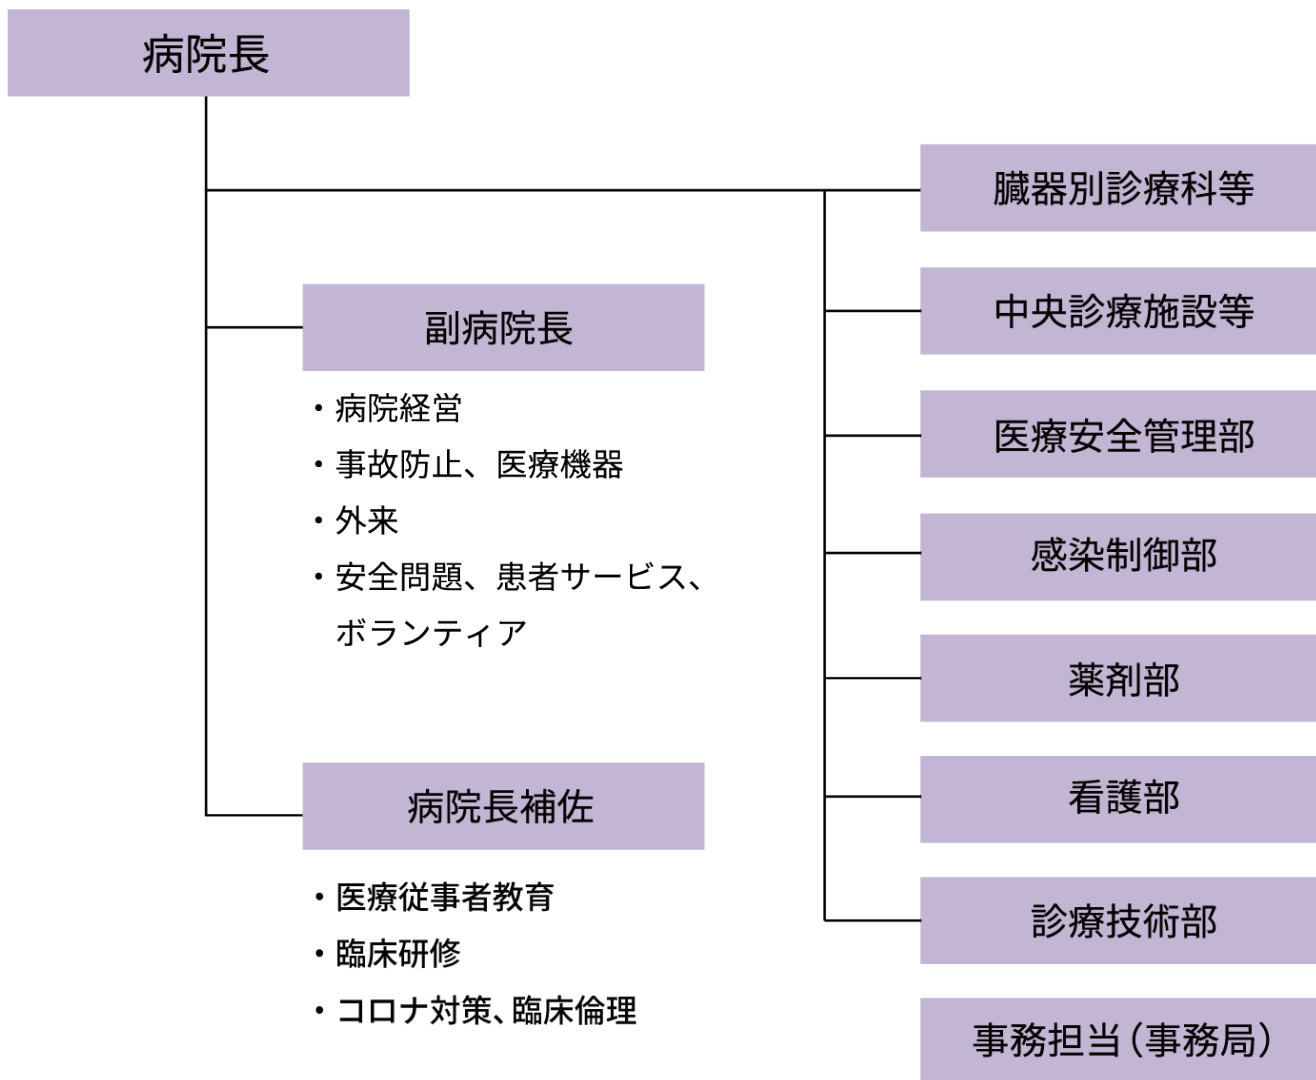 病院長
副病院長
・病院経営
・事故防止、医療機器
・外来
・安全問題、患者サービス、
ボランティア
病院長補佐
・医療従事者教育
・臨床研修
・コロナ対策、臨床倫理
臓器別診療科等
中央診療施設等
医療安全管理部
感染制御部
薬剤部
看護部
診療技術部
事務担当（事務局）